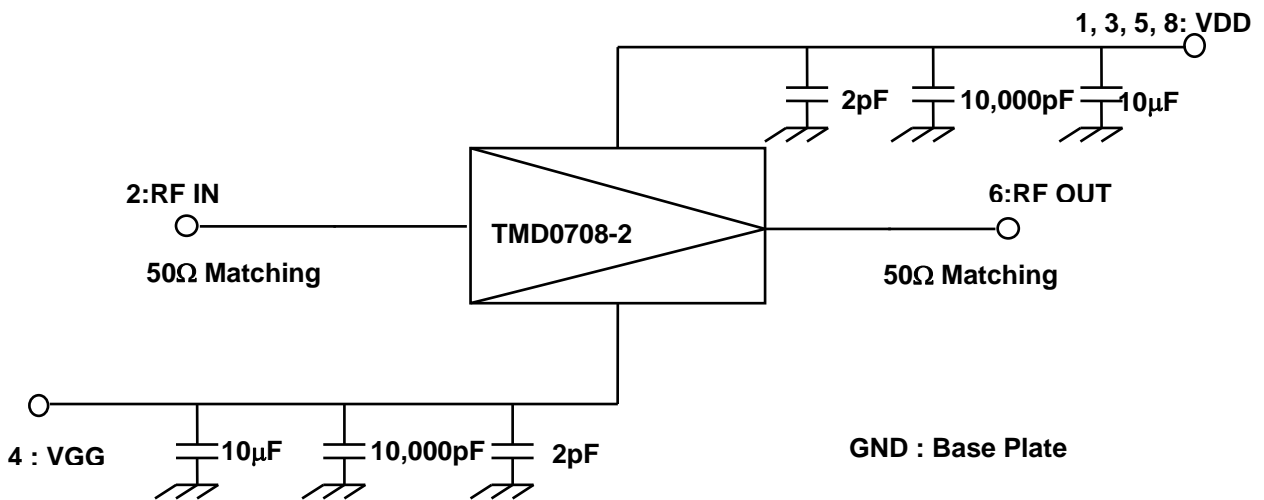 1, 3, 5, 8: VDD
2pF
10,000pF
10μF
2:RF IN
6:RF OUT
TMD0708-2
50Ω Matching
50Ω Matching
4 : VGG
10μF
10,000pF
2pF
GND : Base Plate